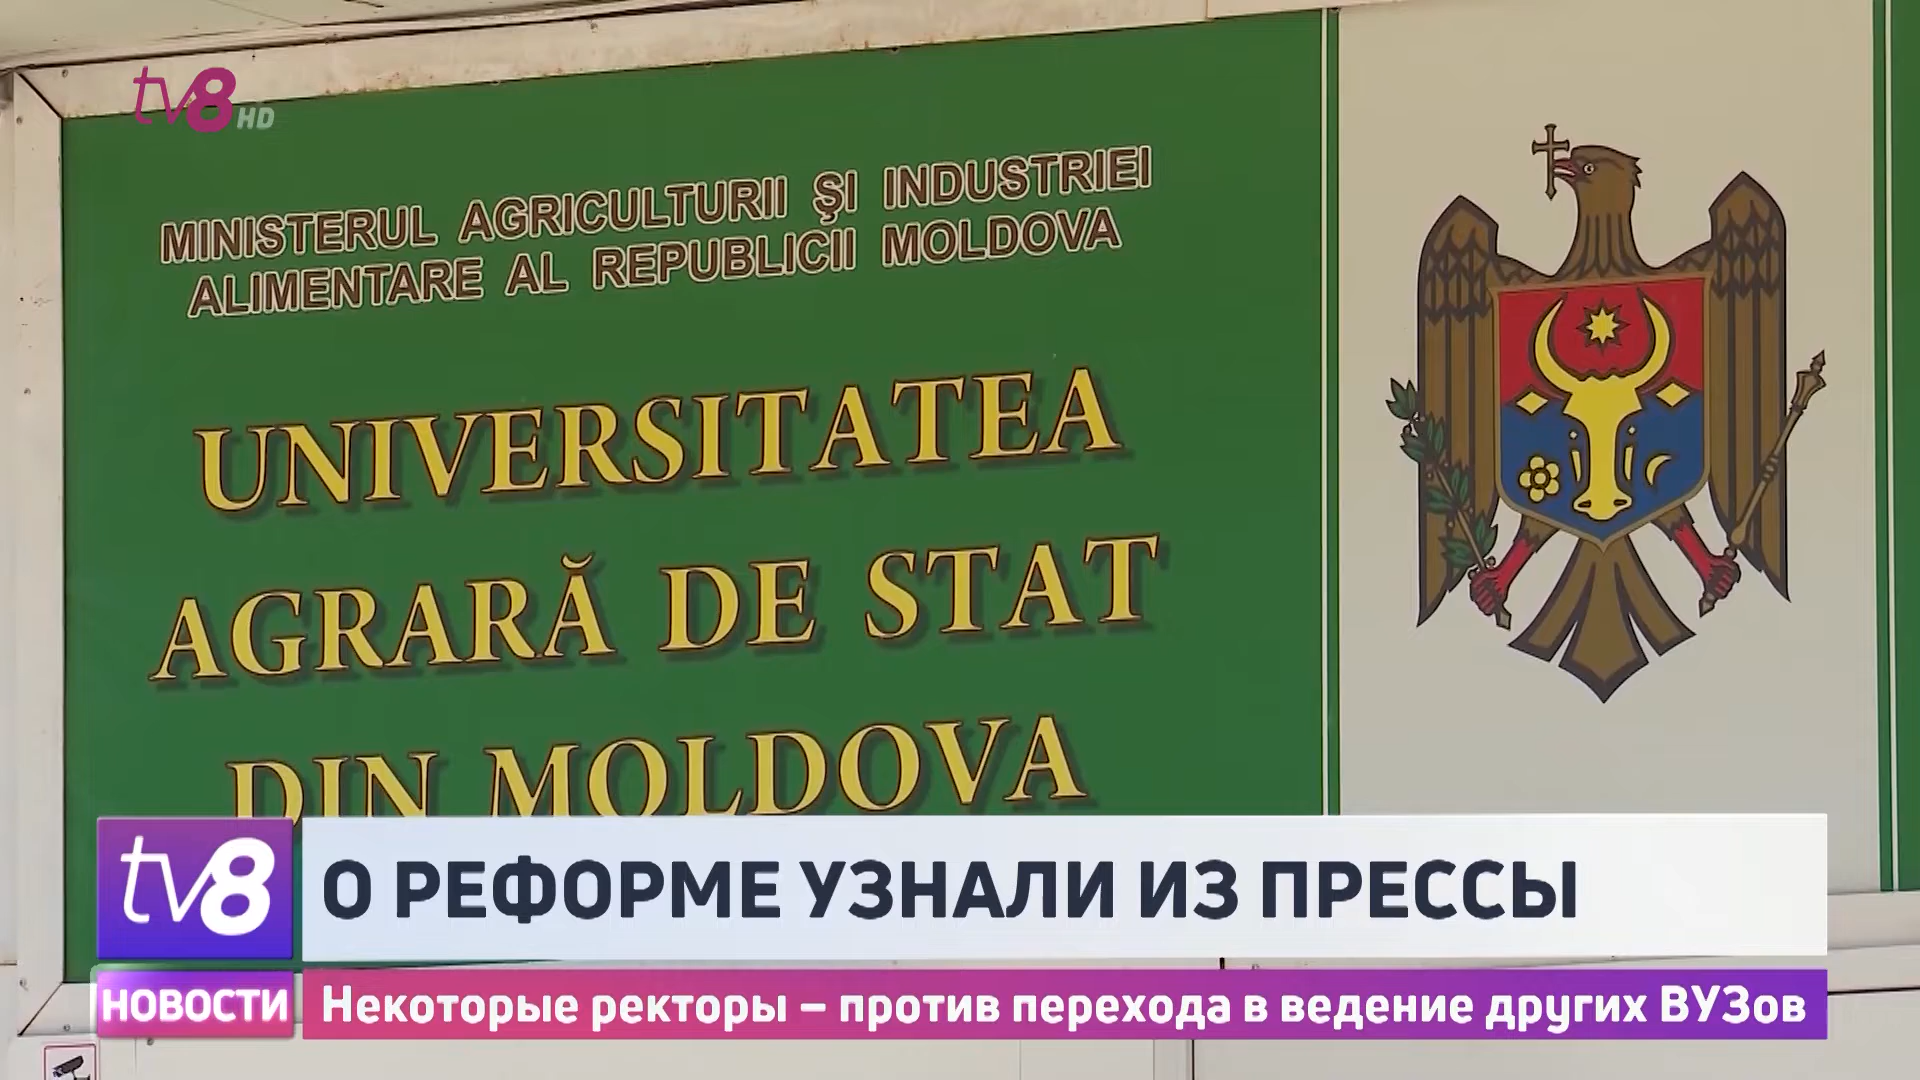 tv8 HD
MINISTERUL AGRICULTURII ŞI INDUSTRIEI
ALIMENTARE AL REPUBLICII MOLDOVA
UNIVERSITATEA
AGRARĂ DE STAT
DIN MOLDOVA
tv8
О РЕФОРМЕ УЗНАЛИ ИЗ ПРЕССЫ
НОВОСТИ
Некоторые ректоры – против перехода в ведение других ВУЗов